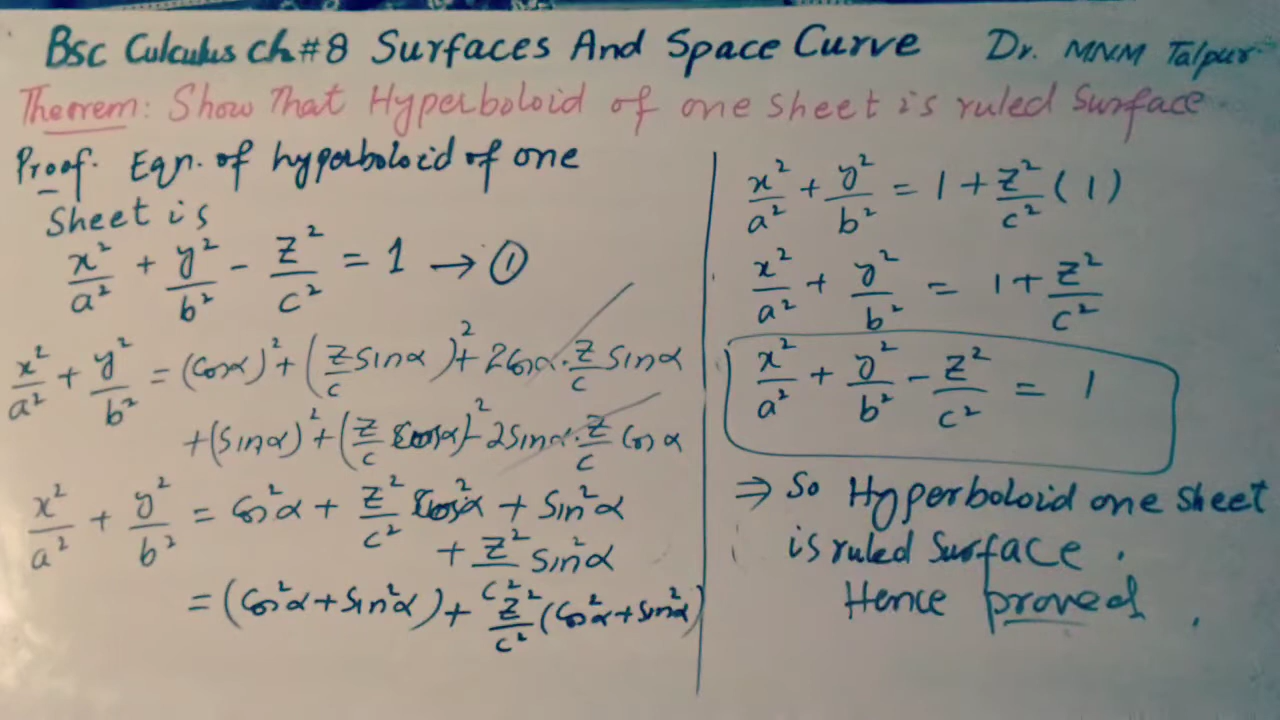 Bsc Calculus ch#8 Surfaces And Space Curve Dr. MNM Talpur
Theorem: Show That Hyperboloid of one sheet is ruled Surface
Proof. Eqn. of hyperboloid of one
Sheet is
x²/a² + y²/b² - z²/c² = 1 → ①
x²/a² + y²/b² = (Cosα)² + (z/c Sinα)² + 2Cosα.z/c Sinα
+(Sinα)² + (z/c Cosα)² - 2Sinα.z/c Cosα
x²/a² + y²/b² = Cos²α + z²/c² Cos²α + Sin²α
+ z²/c² Sin²α
= (Cos²α + Sin²α) + z²/c² (Cos²α + Sin²α)
x²/a² + y²/b² = 1 + z²/c² (1)
x²/a² + y²/b² = 1 + z²/c²
x²/a² + y²/b² - z²/c² = 1
⇒ So Hyperboloid one sheet
is ruled Surface.
Hence proved.